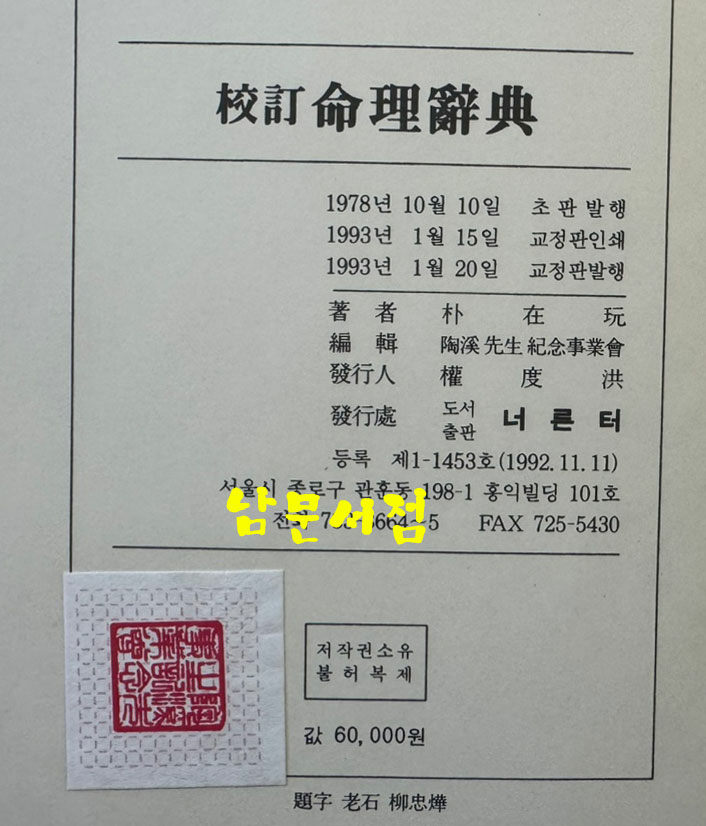 校訂 命理辭典
1978년 10월 10일 초판발행
1993년 1월 15일 교정판인쇄
1993년 1월 20일 교정판발행
著者 朴在玩
編輯 陶溪先生紀念事業會
發行人 權度洪
發行處 도서출판 너른터
등록 제1-1453호(1992.11.11)
서울시 종로구 관훈동 198-1 홍익빌딩 101호
남문서점
전화 664~5 FAX 725-5430
저작권소유
불허복제
값 60,000원
題字 老石 柳忠燁